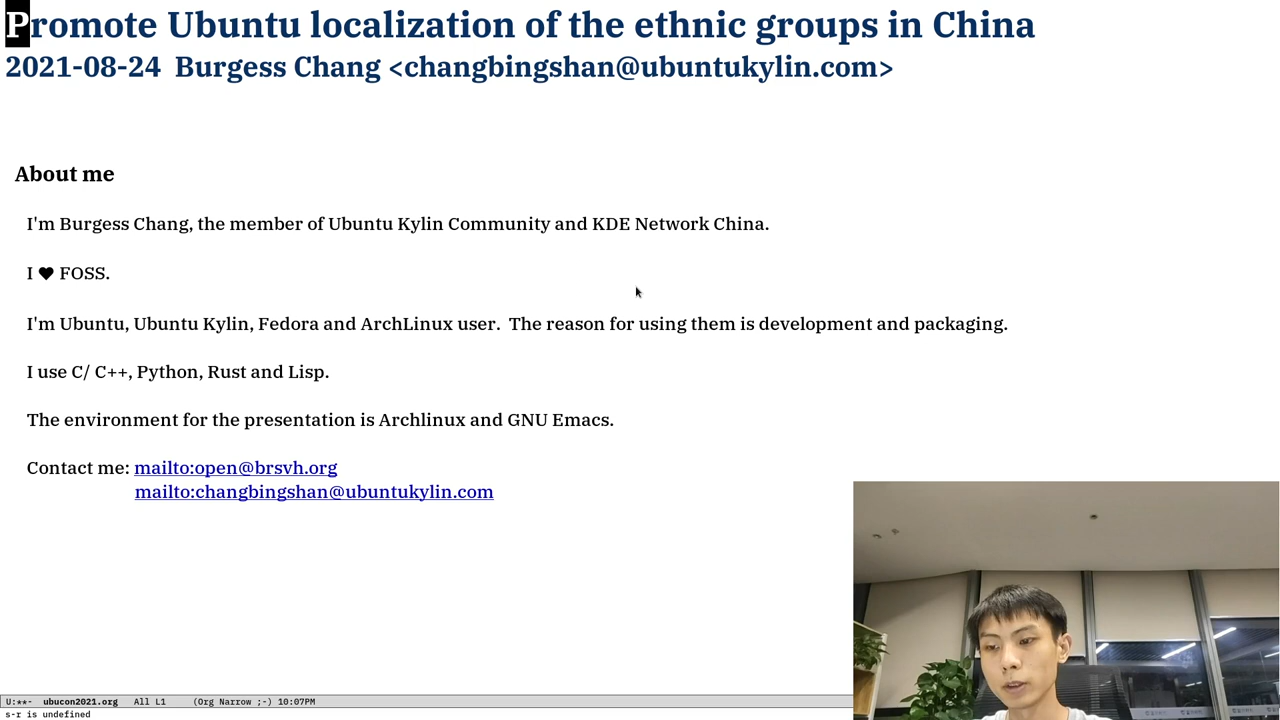 Promote Ubuntu localization of the ethnic groups in China
2021-08-24  Burgess Chang <changbingshan@ubuntukylin.com>
About me
I'm Burgess Chang, the member of Ubuntu Kylin Community and KDE Network China.
I ♥ FOSS.
I'm Ubuntu, Ubuntu Kylin, Fedora and ArchLinux user.  The reason for using them is development and packaging.
I use C/ C++, Python, Rust and Lisp.
The environment for the presentation is Archlinux and GNU Emacs.
Contact me: mailto:open@brsvh.org
mailto:changbingshan@ubuntukylin.com
U:**-  ubucon2021.org   All L1     (Org Narrow ;-) 10:07PM
s-r is undefined